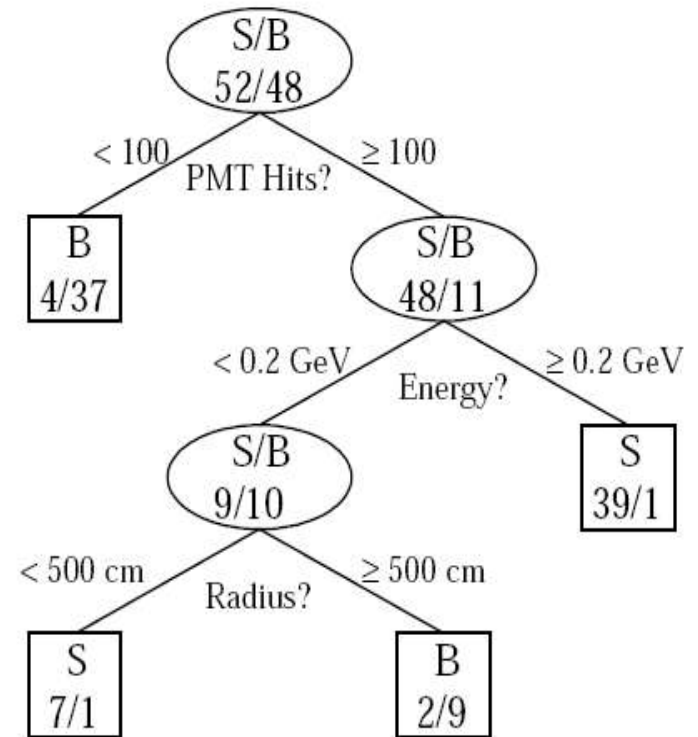 S/B
52/48
< 100
≥ 100
PMT Hits?
B
4/37
S/B
48/11
< 0.2 GeV
≥ 0.2 GeV
Energy?
S/B
9/10
S
39/1
< 500 cm
≥ 500 cm
Radius?
S
7/1
B
2/9